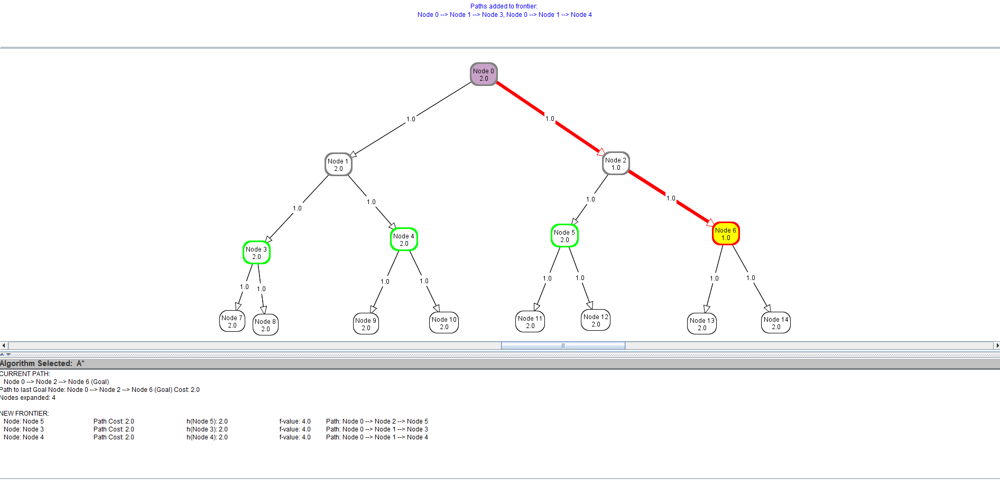 Paths added to frontier:
Node 0 --> Node 1 --> Node 3, Node 0 --> Node 1 --> Node 4
Node 0
2.0
1.0
1.0
Node 1
2.0
Node 2
1.0
1.0
1.0
1.0
1.0
Node 3
2.0
Node 4
2.0
Node 5
2.0
Node 6
1.0
1.0
1.0
1.0
1.0
1.0
1.0
1.0
1.0
Node 7
2.0
Node 8
2.0
Node 9
2.0
Node 10
2.0
Node 11
2.0
Node 12
2.0
Node 13
2.0
Node 14
2.0
Algorithm Selected: A*
CURRENT PATH:
Node 0 --> Node 2 --> Node 6 (Goal)
Path to last Goal Node: Node 0 --> Node 2 --> Node 6 (Goal) Cost: 2.0
Nodes expanded: 4
NEW FRONTIER:
Node: Node 5 Path Cost: 2.0 h(Node 5): 2.0 f-value: 4.0 Path: Node 0 --> Node 2 --> Node 5
Node: Node 3 Path Cost: 2.0 h(Node 3): 2.0 f-value: 4.0 Path: Node 0 --> Node 1 --> Node 3
Node: Node 4 Path Cost: 2.0 h(Node 4): 2.0 f-value: 4.0 Path: Node 0 --> Node 1 --> Node 4